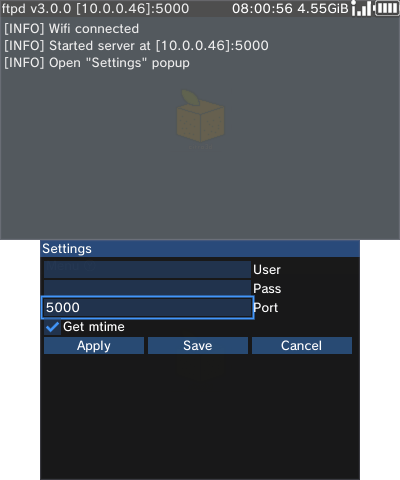 ftpd v3.0.0 [10.0.0.46]:5000 08:00:56 4.55GiB
[INFO] Wifi connected
[INFO] Started server at [10.0.0.46]:5000
[INFO] Open "Settings" popup
Settings
User
Pass
5000 Port
Get mtime
Apply Save Cancel